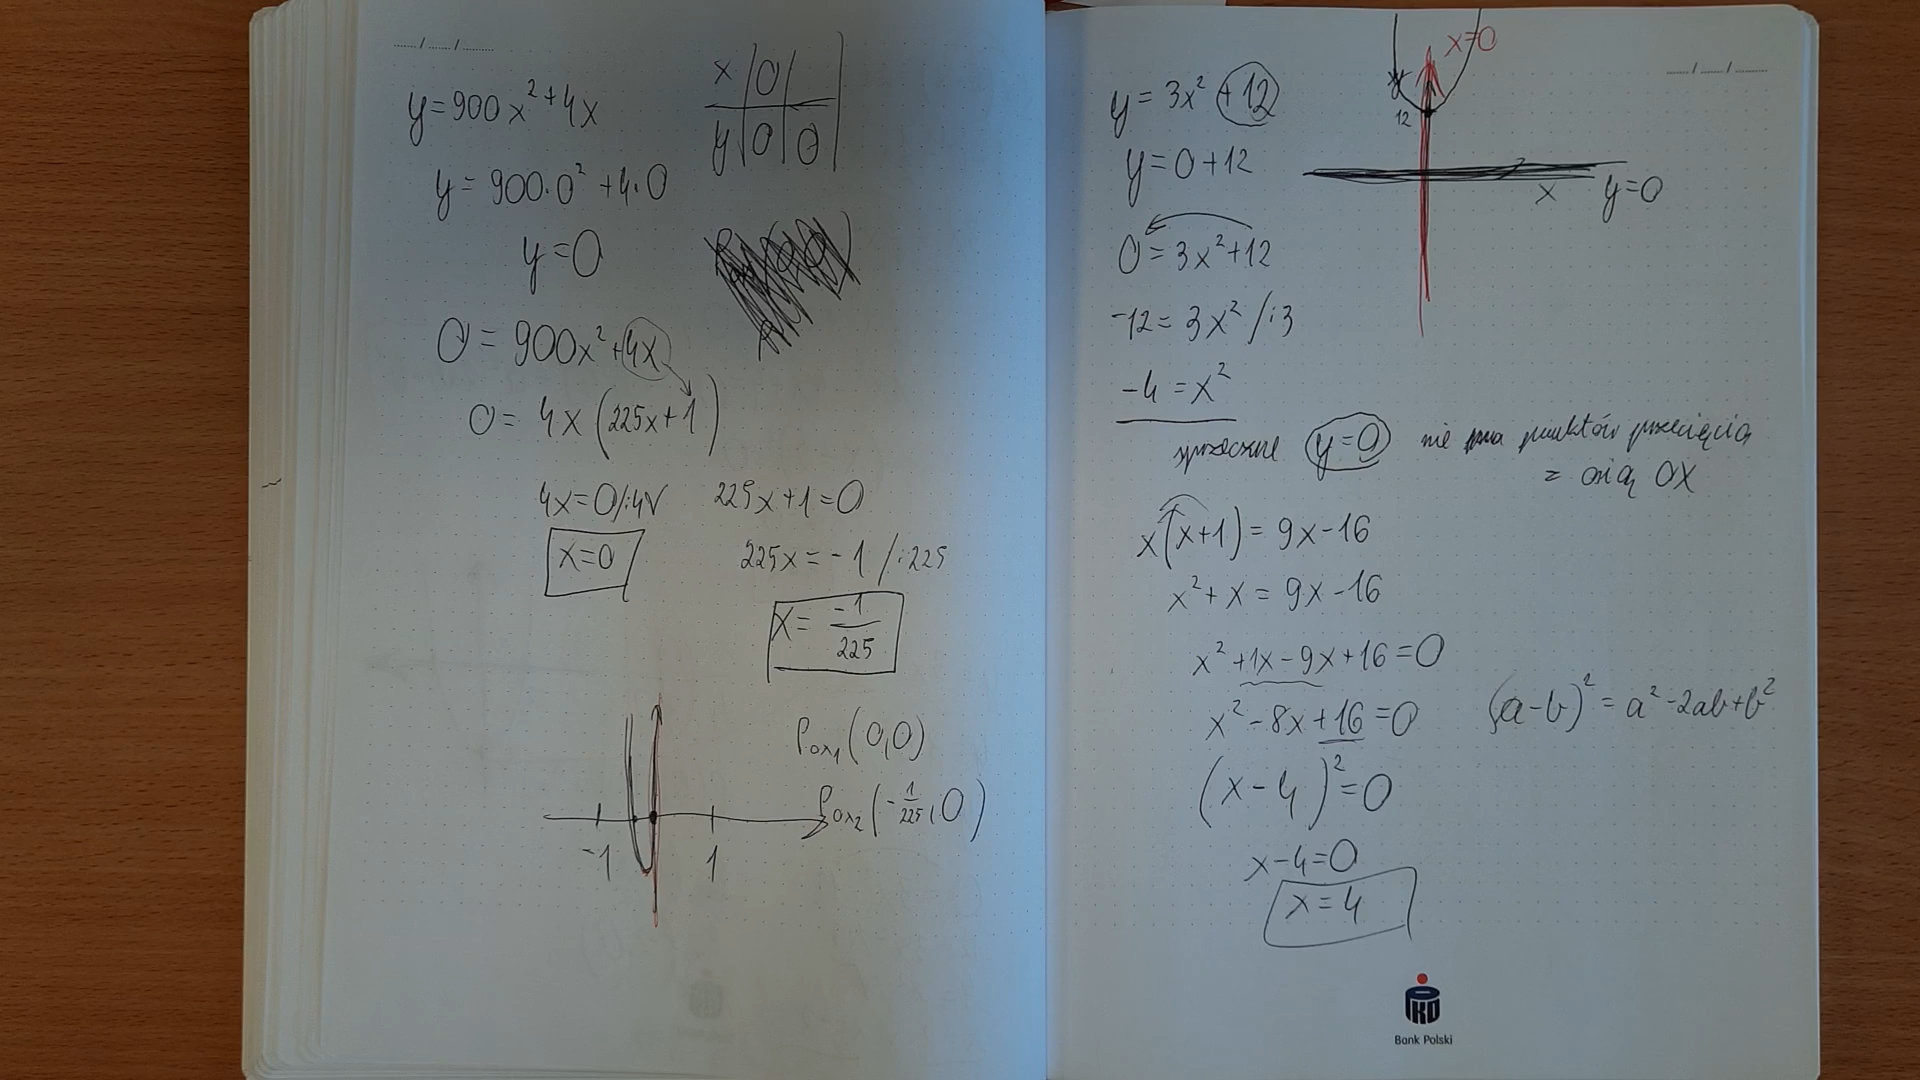 ...... / ...... / .........
y=900x²+4x
x | 0 |
y | 0 | 0
y=900·0²+4·0
y=0
0=900x²+4x
0=4x(225x+1)
4x=0/:4 225x+1=0
x=0 225x=-1/:225
x=-1/225
Pox₁(0,0)
Pox₂(-1/225,0)
-1 1
...... / ...... / .........
x=0
y=3x²+12
y
12
y=0+12
x y=0
0=3x²+12
-12=3x²/:3
-4=x²
sprzeczne y=0 nie ma punktów przecięcia
z osią OX
x(x+1)=9x-16
x²+x=9x-16
x²+1x-9x+16=0
x²-8x+16=0 (a-b)²=a²-2ab+b²
(x-4)²=0
x-4=0
x=4
PKO
Bank Polski